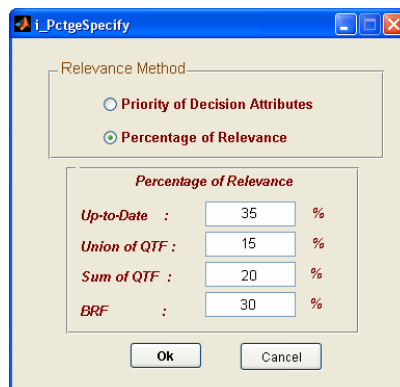 i_PctgeSpecify
Relevance Method
Priority of Decision Attributes
Percentage of Relevance
Percentage of Relevance
Up-to-Date : 35 %
Union of QTF : 15 %
Sum of QTF : 20 %
BRF : 30 %
Ok Cancel